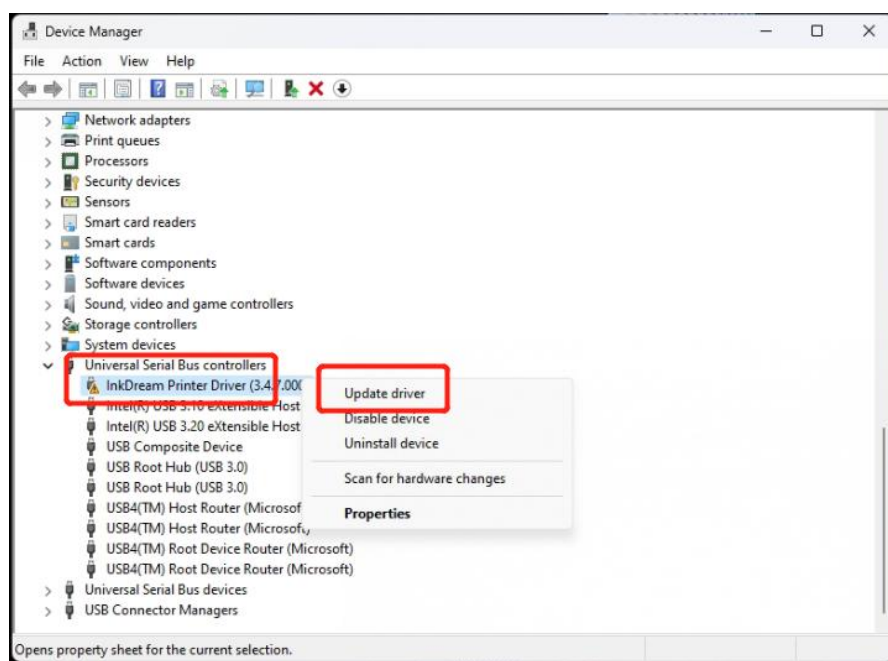 Device Manager
File Action View Help
Network adapters
Print queues
Processors
Security devices
Sensors
Smart card readers
Smart cards
Software components
Software devices
Sound, video and game controllers
Storage controllers
System devices
Universal Serial Bus controllers
InkDream Printer Driver (3.4.7.000
Update driver
Intel(R) USB 3.10 eXtensible Host
Disable device
Intel(R) USB 3.20 eXtensible Host
Uninstall device
USB Composite Device
USB Root Hub (USB 3.0)
Scan for hardware changes
USB Root Hub (USB 3.0)
USB4(TM) Host Router (Microsof
Properties
USB4(TM) Host Router (Microsoft)
USB4(TM) Root Device Router (Microsoft)
USB4(TM) Root Device Router (Microsoft)
Universal Serial Bus devices
USB Connector Managers
Opens property sheet for the current selection.